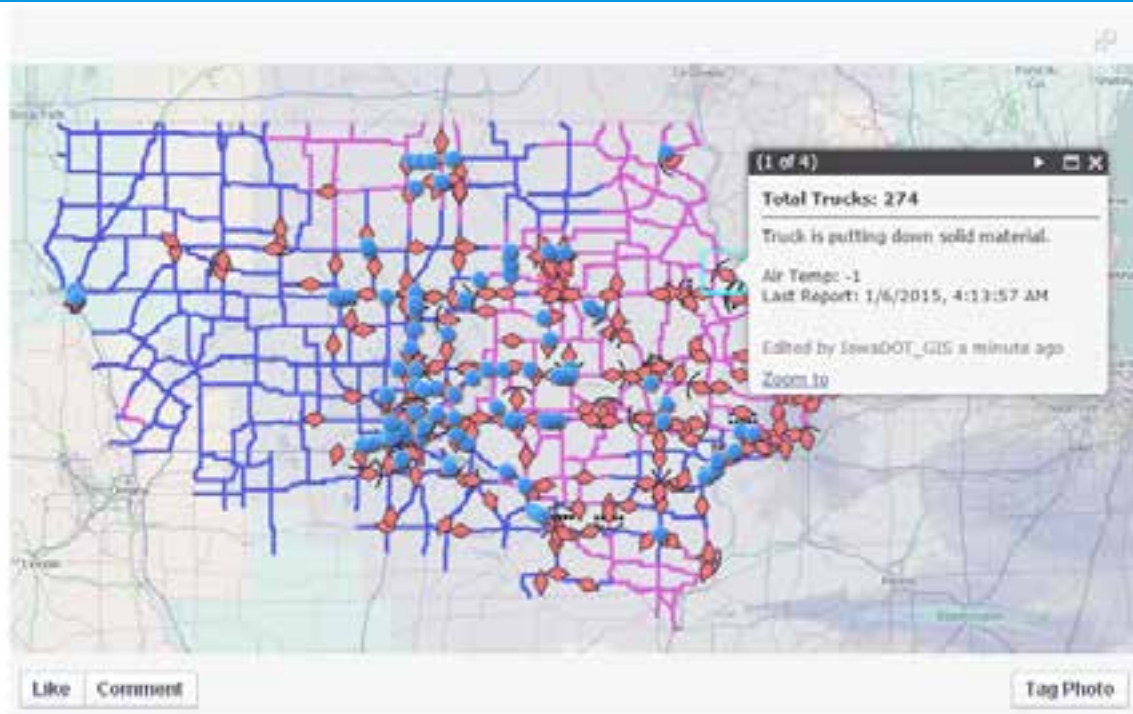 (1 of 4)
Total Trucks: 274
Truck is putting down solid material.
Air Temp: -1
Last Report: 1/6/2015, 4:13:57 AM
Edited by IowaDOT_GIS a minute ago
Zoom to
Lincoln
Like Comment
Tag Photo